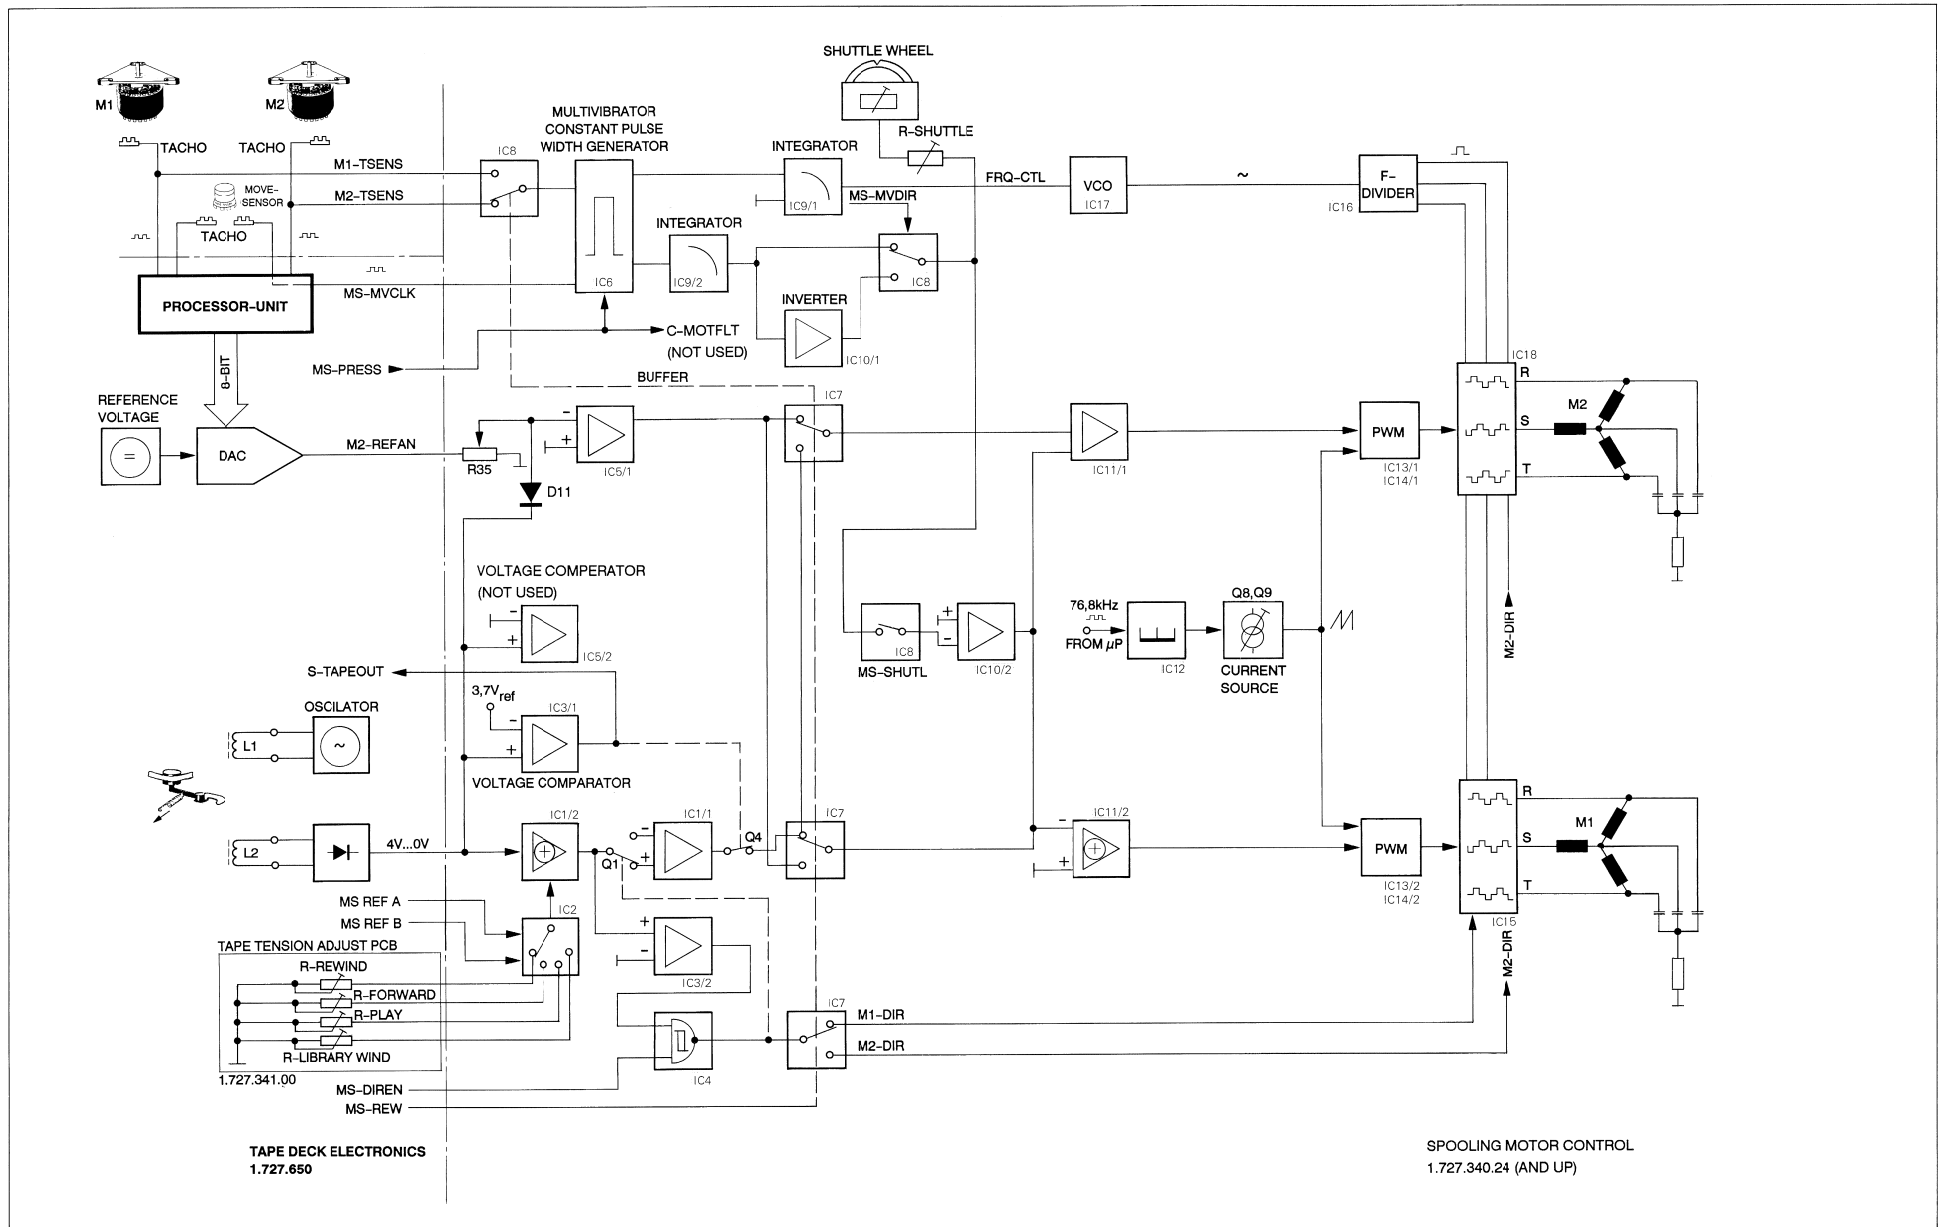 SHUTTLE WHEEL
M1
M2
MULTIVIBRATOR
CONSTANT PULSE
WIDTH GENERATOR
R-SHUTTLE
TACHO
TACHO
IC8
INTEGRATOR
M1-TSENS
FRQ-CTL
VCO
IC17
~
F-
DIVIDER
IC16
MOVE-
SENSOR
M2-TSENS
IC9/1
MS-MVDIR
TACHO
INTEGRATOR
IC9/2
IC6
IC8
MS-MVCLK
PROCESSOR-UNIT
INVERTER
IC10/1
C-MOTFLT
(NOT USED)
MS-PRESS
8-BIT
BUFFER
IC18
R
REFERENCE
VOLTAGE
=
DAC
M2-REFAN
R35
-
+
IC5/1
IC7
IC11/1
PWM
IC13/1
IC14/1
M2
S
T
D11
VOLTAGE COMPERATOR
(NOT USED)
-
+
IC5/2
76,8kHz
FROM µP
IC12
Q8,Q9
CURRENT
SOURCE
M2-DIR
IC8
MS-SHUTL
+
-
IC10/2
S-TAPEOUT
3,7Vref
IC3/1
-
+
VOLTAGE COMPARATOR
OSCILATOR
L1
~
L2
4V...0V
IC1/2
Q1
-
+
IC1/1
Q4
IC7
-
+
IC11/2
PWM
IC13/2
IC14/2
R
M1
S
T
IC15
M2-DIR
MS REF A
MS REF B
IC2
+
-
IC3/2
TAPE TENSION ADJUST PCB
R-REWIND
R-FORWARD
R-PLAY
R-LIBRARY WIND
1.727.341.00
IC7
M1-DIR
M2-DIR
IC4
MS-DIREN
MS-REW
TAPE DECK ELECTRONICS
1.727.650
SPOOLING MOTOR CONTROL
1.727.340.24 (AND UP)